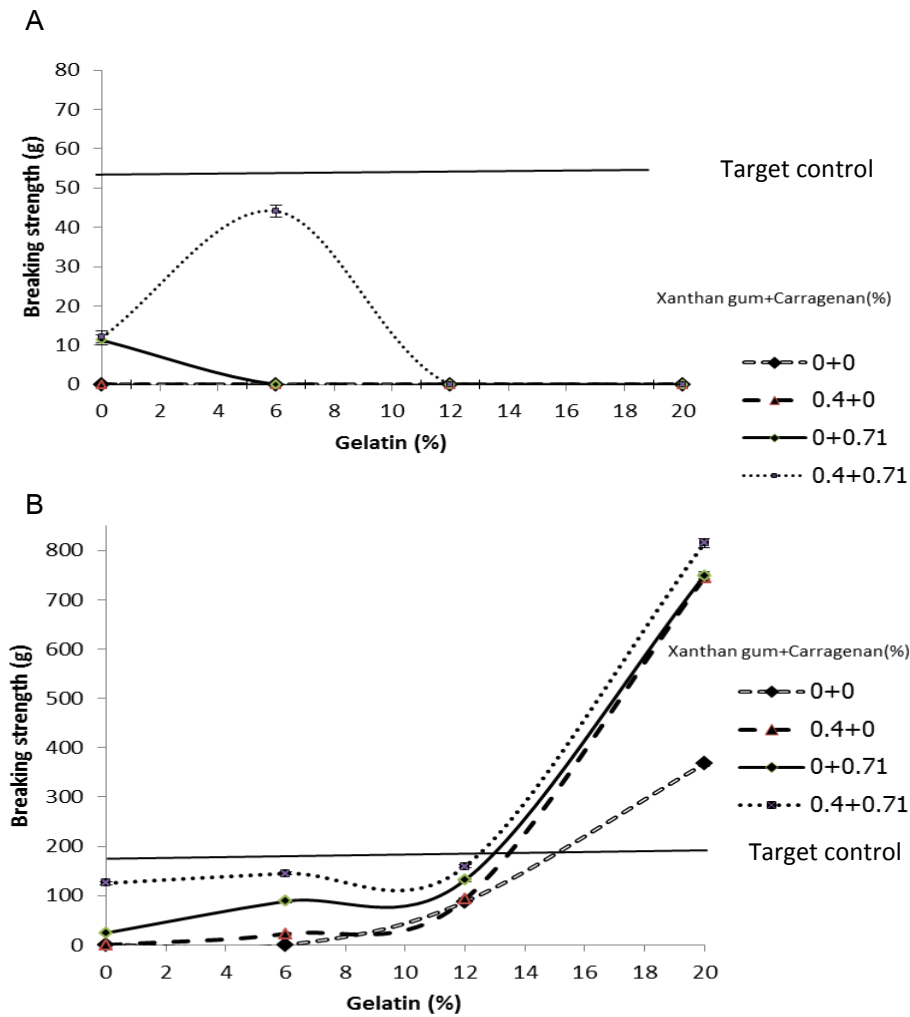 A
80
70
60
50
40
30
20
10
0
Breaking strength (g)
Target control
0 2 4 6 8 10 12 14 16 18 20
Gelatin (%)
Xanthan gum+Carragenan(%)
0+0
0.4+0
0+0.71
0.4+0.71
B
800
700
600
500
400
300
200
100
0
Breaking strength (g)
Xanthan gum+Carragenan(%)
0+0
0.4+0
0+0.71
0.4+0.71
Target control
0 2 4 6 8 10 12 14 16 18 20
Gelatin (%)